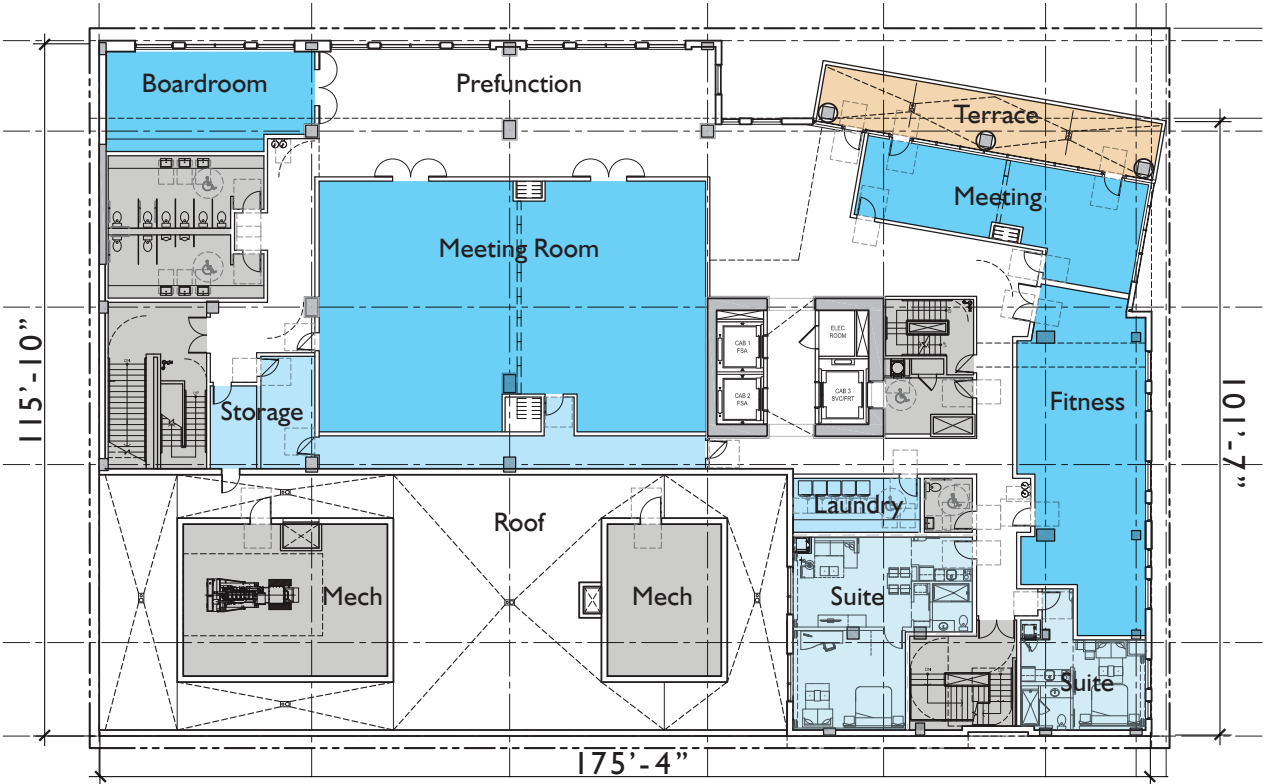 Boardroom
Prefunction
Terrace
Meeting
Meeting Room
CAB 1
FSA
ELEC
ROOM
CAB 2
FSA
CAB 3
SVC/FRT
115’-10”
101’-7”
Storage
Fitness
Laundry
Roof
Mech
Mech
Suite
Suite
175’-4”